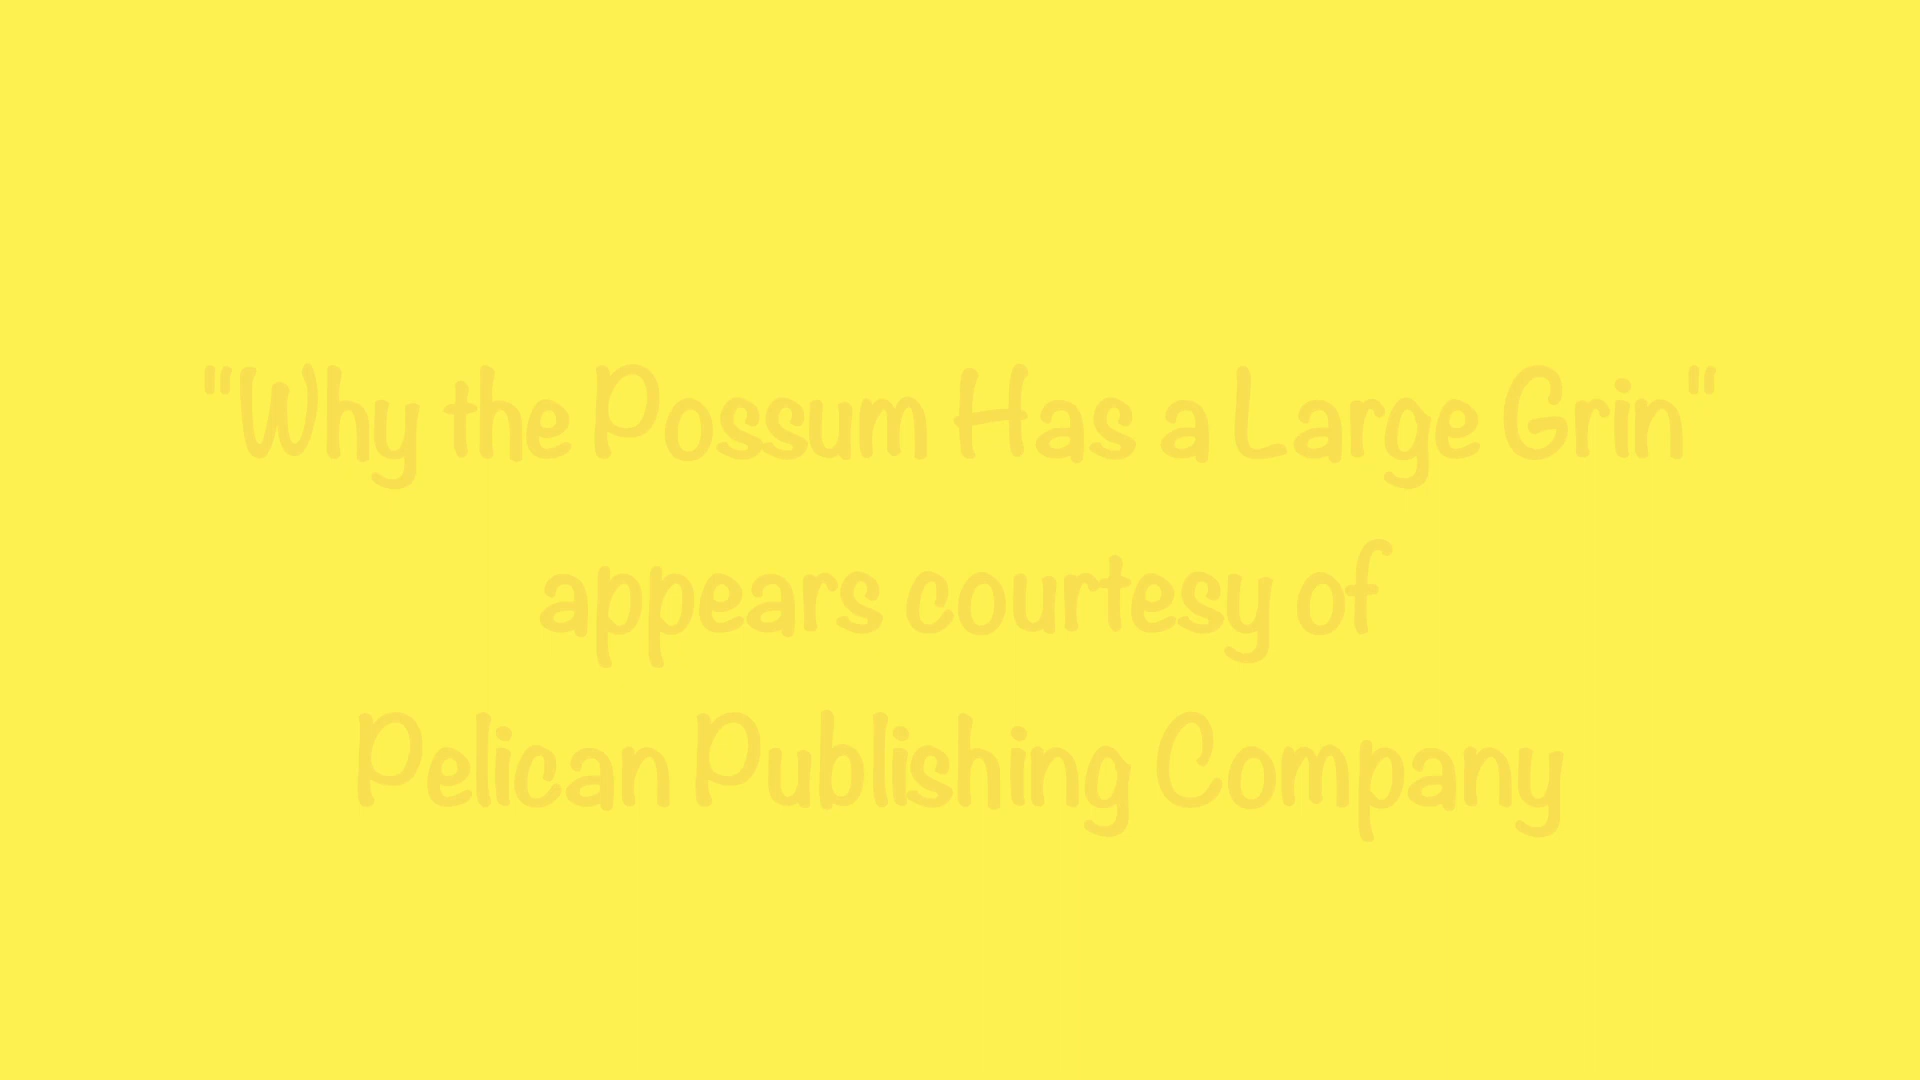 "Why the Possum Has a Large Grin"
appears courtesy of
Pelican Publishing Company